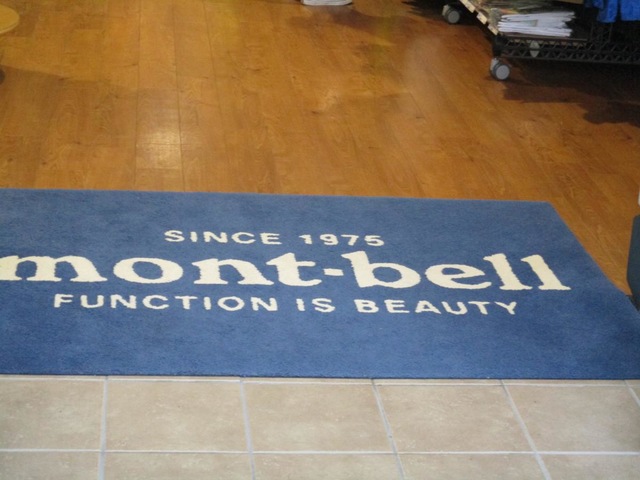 SINCE 1975
mont-bell
FUNCTION IS BEAUTY